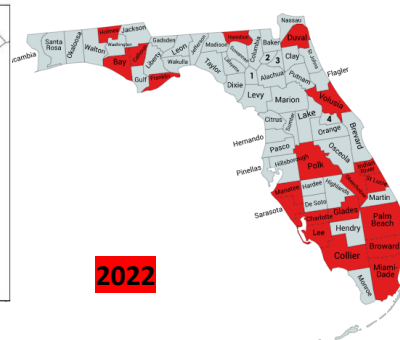 Nassau
Holmes
Jackson
Santa
Rosa
Okaloosa
Walton
Washington
Gadsden
Leon
Madison
Hamilton
Baker
Duval
cambia
Bay
Calhoun
Liberty
Wakulla
Jefferson
Taylor
Suwannee
Columbia
2
3
Clay
St. Johns
Gulf
Franklin
Lafayette
Dixie
1
Alachua
Putnam
Flagler
Levy
Marion
Volusia
Citrus
Sumter
Lake
4
Orange
Brevard
Hernando
Pasco
Osceola
Pinellas
Hillsborough
Polk
Indian
River
Manatee
Hardee
Highlands
Okeechobee
St. Lucie
Sarasota
De Soto
Martin
Charlotte
Glades
Palm
Beach
Lee
Hendry
Broward
Collier
2022
Miami-
Dade
Monroe